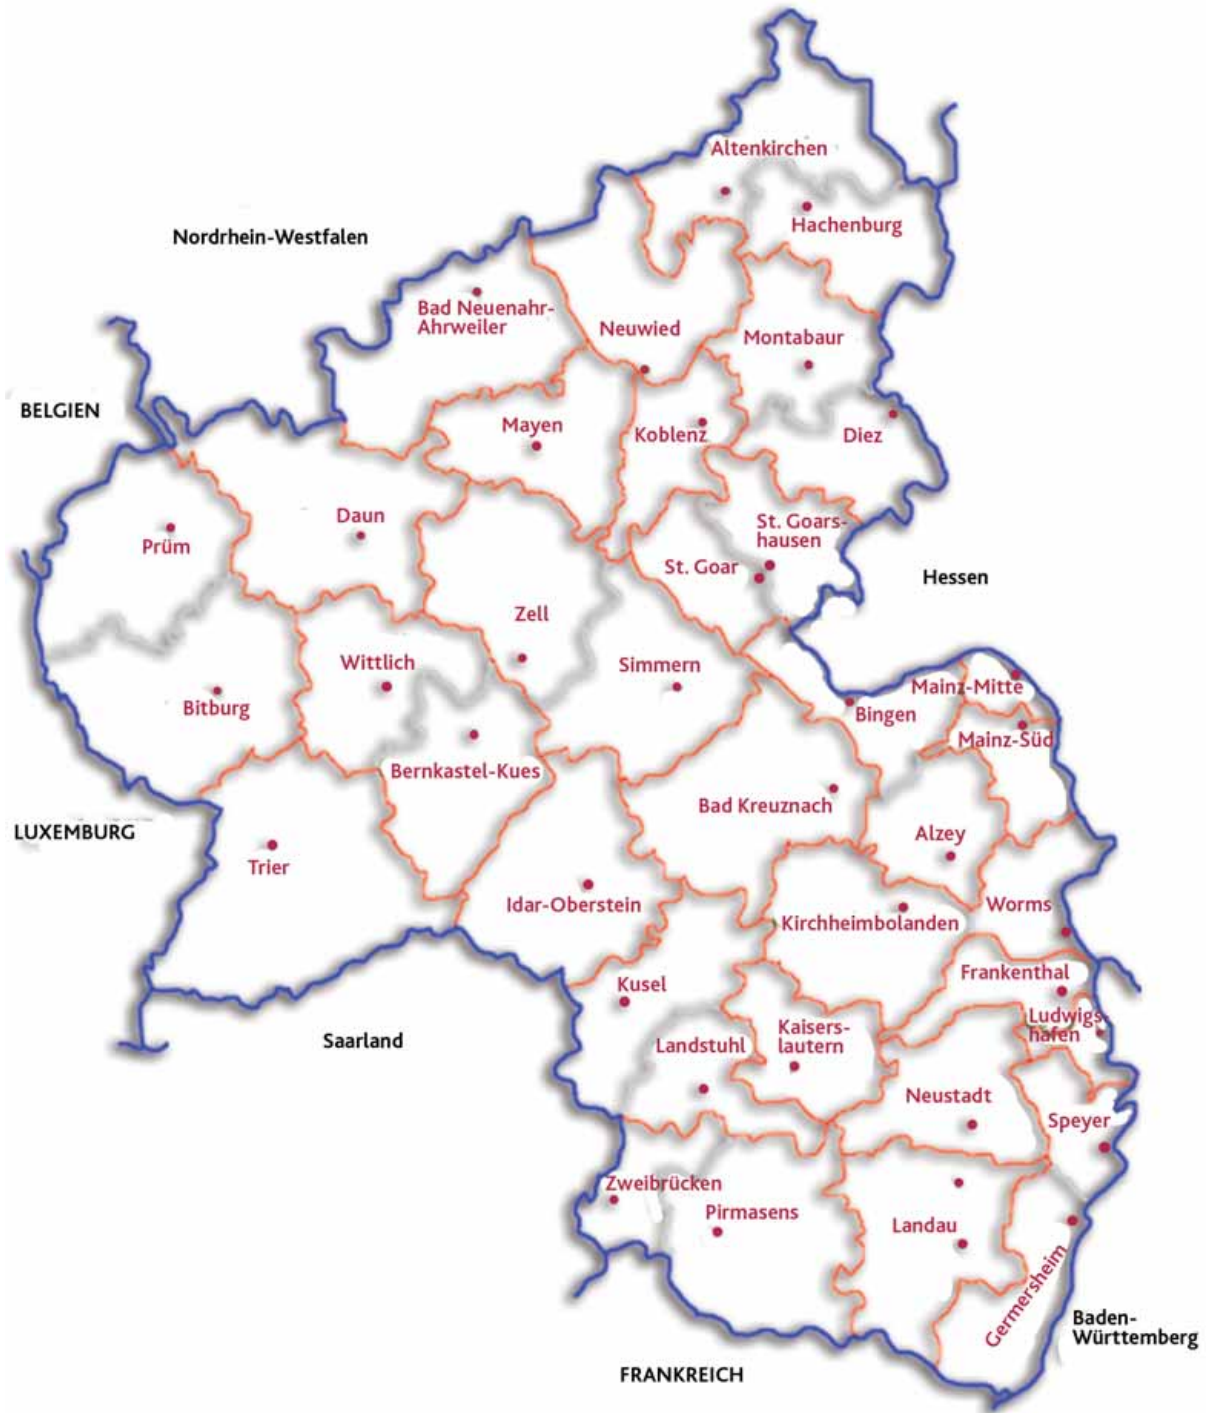 Altenkirchen
Hachenburg
Nordrhein-Westfalen
Bad Neuenahr-
Ahrweiler
Neuwied
Montabaur
BELGIEN
Mayen
Koblenz
Diez
Daun
Prüm
St. Goars-
hausen
St. Goar
Hessen
Zell
Wittlich
Simmern
Mainz-Mitte
Bitburg
Bingen
Mainz-Süd
Bernkastel-Kues
Bad Kreuznach
LUXEMBURG
Alzey
Trier
Idar-Oberstein
Worms
Kirchheimbolanden
Frankenthal
Kusel
Ludwigs-
hafen
Kaisers-
lautern
Saarland
Landstuhl
Neustadt
Speyer
Zweibrücken
Pirmasens
Landau
Germersheim
Baden-
Württemberg
FRANKREICH